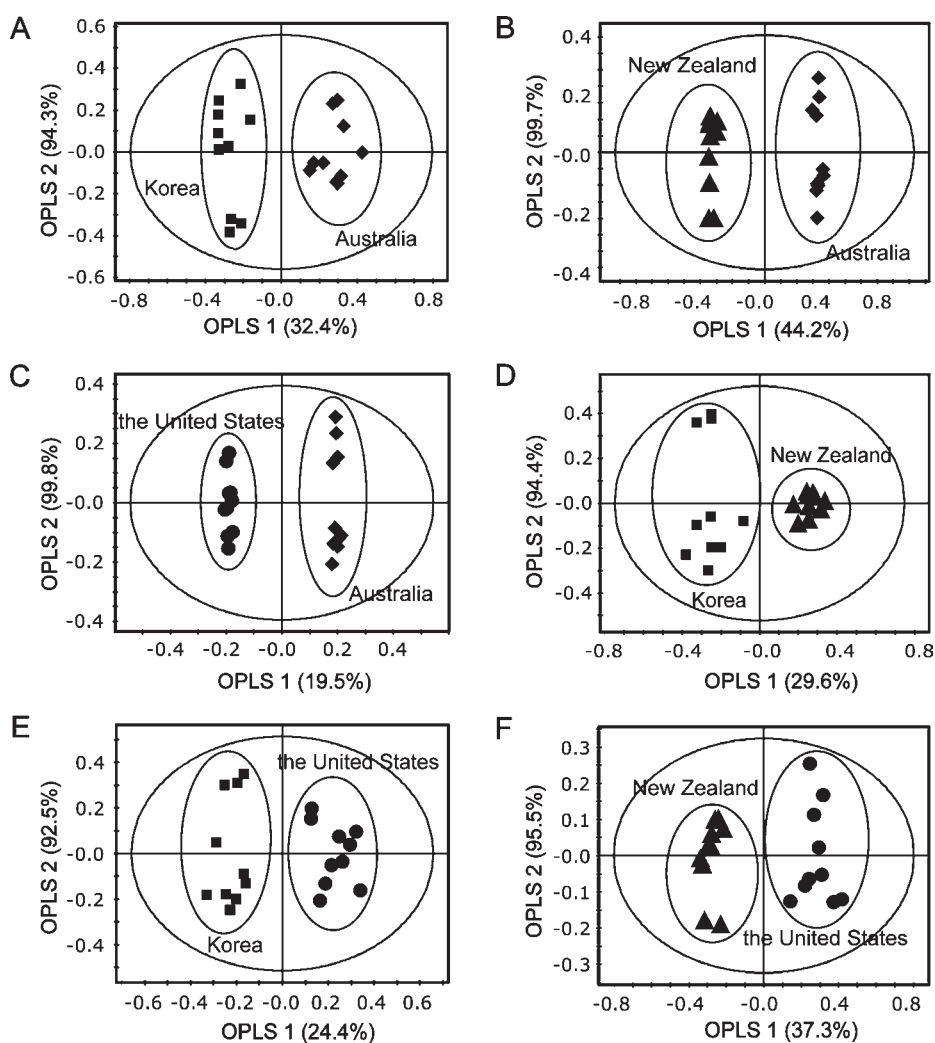 A
0.6
0.4
0.2
-0.0
-0.2
-0.4
-0.6
OPLS 2 (94.3%)
Korea
Australia
-0.8 -0.4 -0.0 0.4 0.8
OPLS 1 (32.4%)
B
0.4
0.2
-0.0
-0.2
-0.4
OPLS 2 (99.7%)
New Zealand
Australia
-0.8 -0.4 -0.0 0.4 0.8
OPLS 1 (44.2%)
C
0.4
0.2
-0.0
-0.2
-0.4
OPLS 2 (99.8%)
the United States
Australia
-0.4 -0.2 -0.0 0.2 0.4
OPLS 1 (19.5%)
D
0.4
0.2
-0.0
-0.2
-0.4
OPLS 2 (94.4%)
New Zealand
Korea
-0.8 -0.4 -0.0 0.4 0.8
OPLS 1 (29.6%)
E
0.4
0.2
-0.0
-0.2
-0.4
OPLS 2 (92.5%)
the United States
Korea
-0.6 -0.4 -0.2 -0.0 0.2 0.4 0.6
OPLS 1 (24.4%)
F
0.3
0.2
0.1
-0.0
-0.1
-0.2
-0.3
OPLS 2 (95.5%)
New Zealand
the United States
-0.8 -0.4 -0.0 0.4 0.8
OPLS 1 (37.3%)